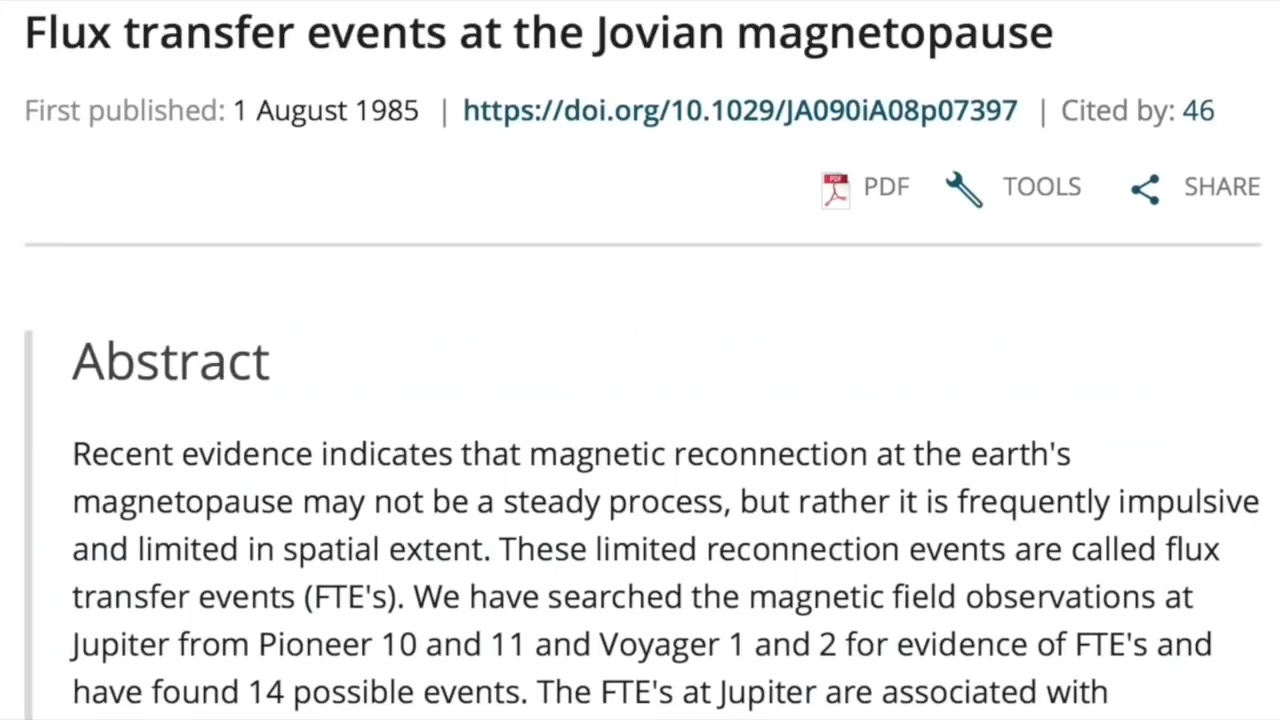 Flux transfer events at the Jovian magnetopause
First published: 1 August 1985 | https://doi.org/10.1029/JA090iA08p07397 | Cited by: 46
PDF PDF TOOLS SHARE
Abstract
Recent evidence indicates that magnetic reconnection at the earth's
magnetopause may not be a steady process, but rather it is frequently impulsive
and limited in spatial extent. These limited reconnection events are called flux
transfer events (FTE's). We have searched the magnetic field observations at
Jupiter from Pioneer 10 and 11 and Voyager 1 and 2 for evidence of FTE's and
have found 14 possible events. The FTE's at Jupiter are associated with